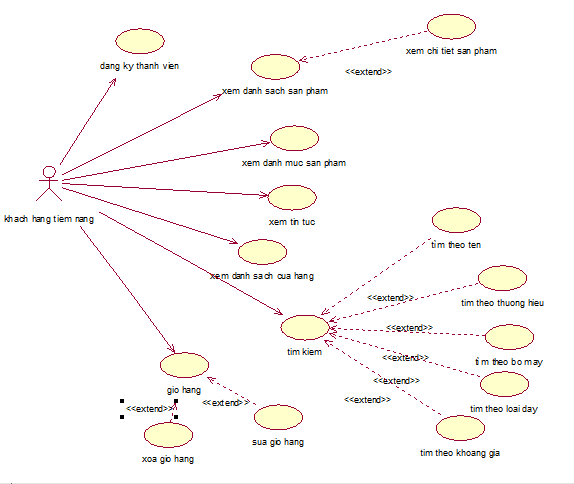 xem chi tiet san pham
dang ky thanh vien
<<extend>>
xem danh sach san pham
xem danh muc san pham
khach hang tiem nang
xem tin tuc
tim theo ten
xem danh sach cua hang
<<extend>>
tim theo thuong hieu
<<extend>>
tim kiem
<<extend>>
tim theo bo may
<<extend>>
gio hang
<<extend>>
<<extend>>
<<extend>>
tim theo loai day
sua gio hang
xoa gio hang
tim theo khoang gia